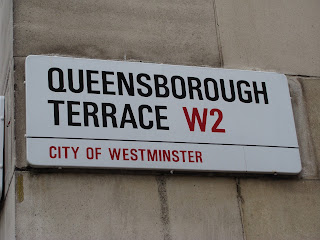 QUEENSBOROUGH
TERRACE W2
CITY OF WESTMINSTER